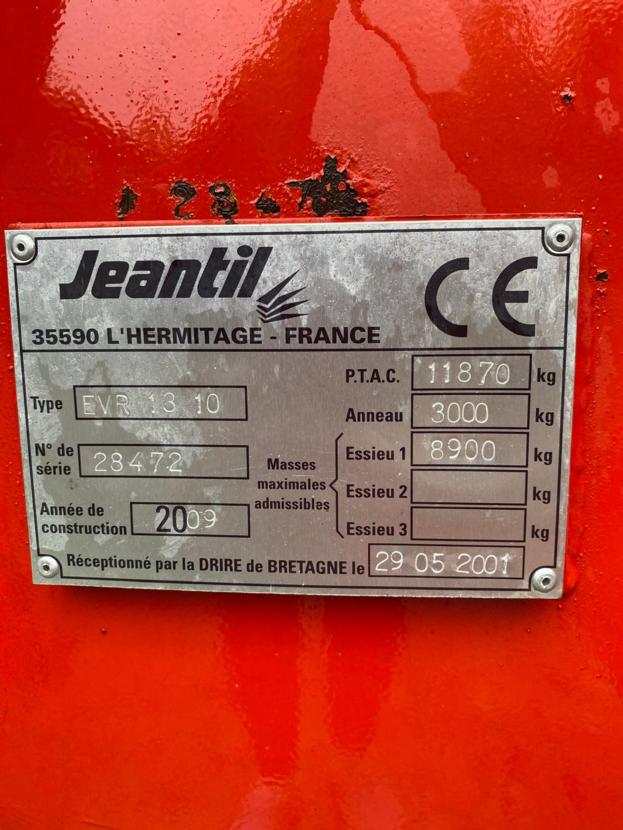 Jeantil CE
35590 L'HERMITAGE - FRANCE
P.T.A.C. 11870 kg
Type EVR 13 10
Anneau 3000 kg
N° de série 28472
Masses maximales admissibles
Essieu 1 8900 kg
Essieu 2 kg
Essieu 3 kg
Année de construction 2009
Réceptionné par la DRIRE de BRETAGNE le 29 05 2001